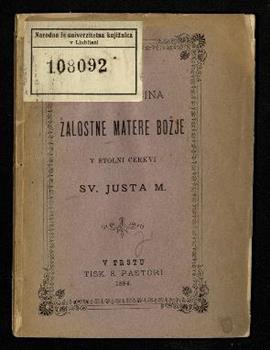 Narodna in univerzitetna knjižnica
v Ljubljani
108092
ŽALOSTNE MATERE BOŽJE
V STOLNI CERKVI
SV. JUSTA M.
V TRSTU
TISK. S. PASTORI
1884